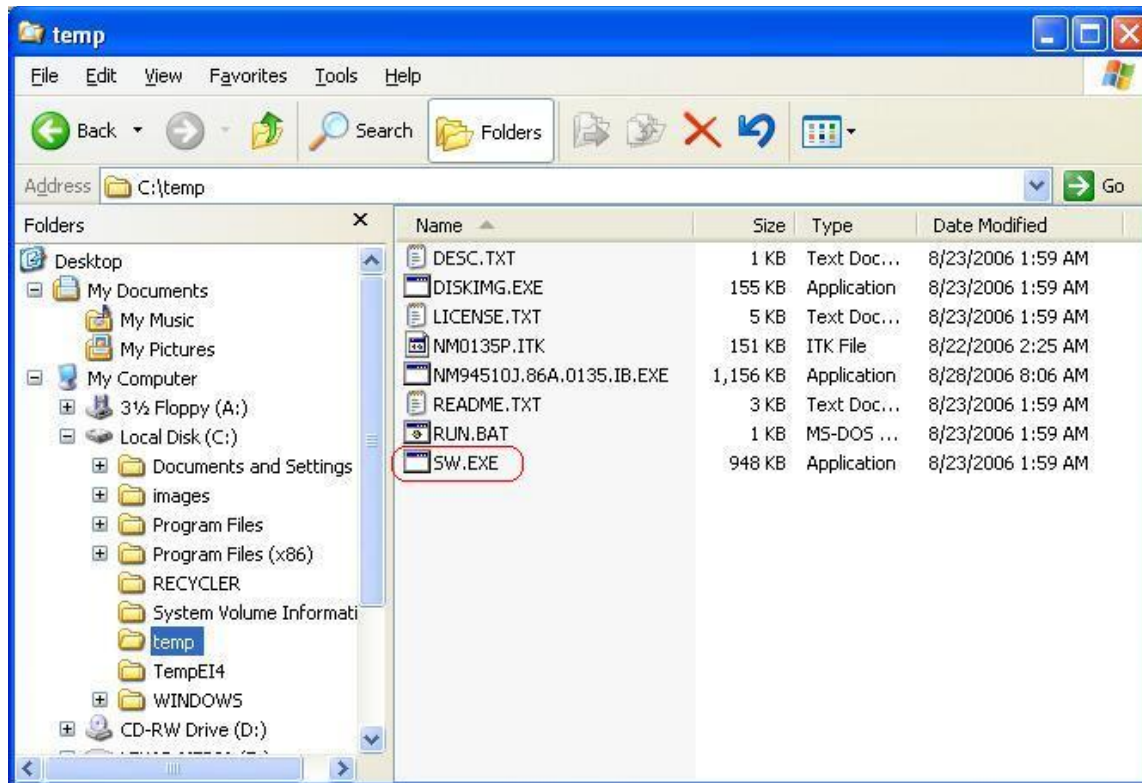 temp
File Edit View Favorites Tools Help
Back Search Folders
Address C:\temp Go
Folders x Name Size Type Date Modified
Desktop
My Documents
My Music
My Pictures
My Computer
3½ Floppy (A:)
Local Disk (C:)
Documents and Settings
images
Program Files
Program Files (x86)
RECYCLER
System Volume Informati
temp
TempEI4
WINDOWS
CD-RW Drive (D:)
DESC.TXT 1 KB Text Doc... 8/23/2006 1:59 AM
DISKIMG.EXE 155 KB Application 8/23/2006 1:59 AM
LICENSE.TXT 5 KB Text Doc... 8/23/2006 1:59 AM
NM0135P.ITK 151 KB ITK File 8/22/2006 2:25 AM
NM94510J.86A.0135.IB.EXE 1,156 KB Application 8/28/2006 8:06 AM
README.TXT 3 KB Text Doc... 8/23/2006 1:59 AM
RUN.BAT 1 KB MS-DOS ... 8/23/2006 1:59 AM
SW.EXE 948 KB Application 8/23/2006 1:59 AM